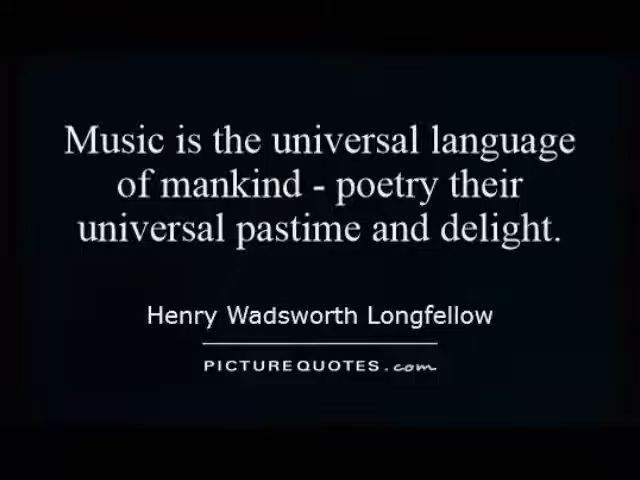 Music is the universal language
of mankind - poetry their
universal pastime and delight.
Henry Wadsworth Longfellow
PICTUREQUOTES.com